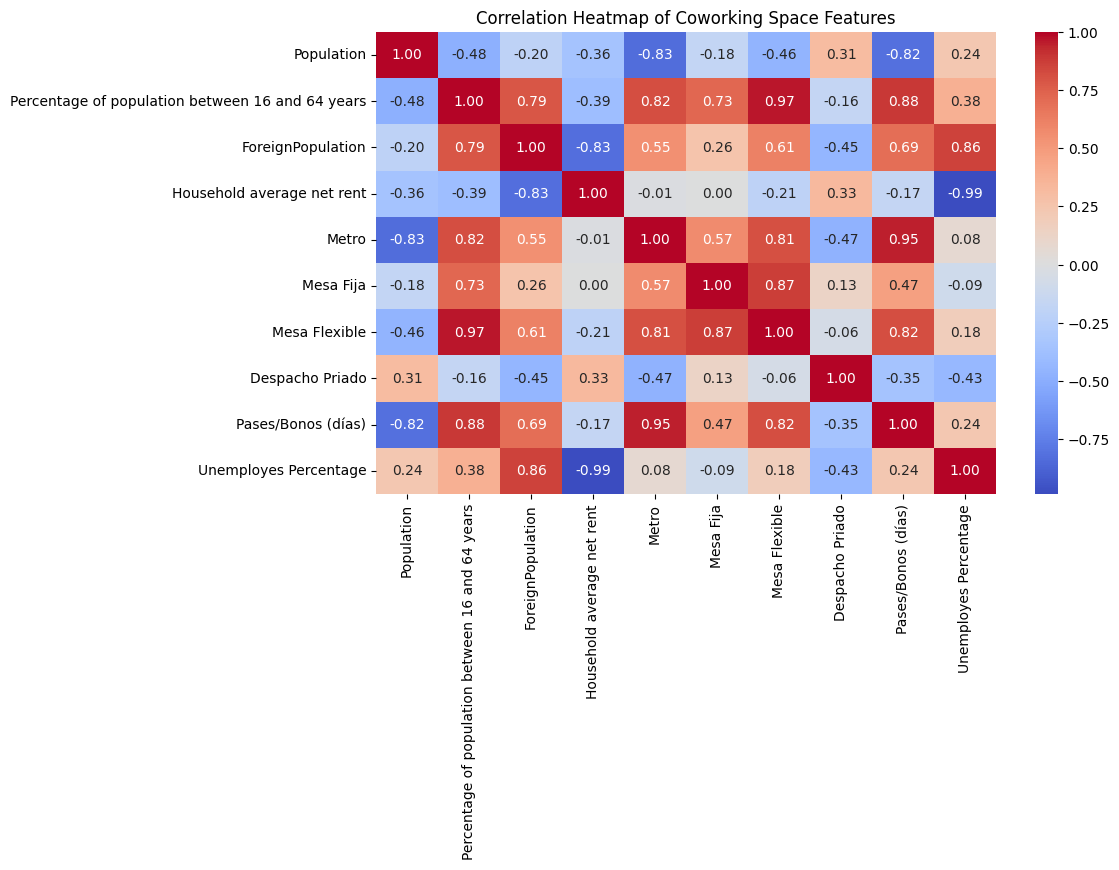 Correlation Heatmap of Coworking Space Features
Population 1.00 -0.48 -0.20 -0.36 -0.83 -0.18 -0.46 0.31 -0.82 0.24
Percentage of population between 16 and 64 years -0.48 1.00 0.79 -0.39 0.82 0.73 0.97 -0.16 0.88 0.38
ForeignPopulation -0.20 0.79 1.00 -0.83 0.55 0.26 0.61 -0.45 0.69 0.86
Household average net rent -0.36 -0.39 -0.83 1.00 -0.01 0.00 -0.21 0.33 -0.17 -0.99
Metro -0.83 0.82 0.55 -0.01 1.00 0.57 0.81 -0.47 0.95 0.08
Mesa Fija -0.18 0.73 0.26 0.00 0.57 1.00 0.87 0.13 0.47 -0.09
Mesa Flexible -0.46 0.97 0.61 -0.21 0.81 0.87 1.00 -0.06 0.82 0.18
Despacho Priado 0.31 -0.16 -0.45 0.33 -0.47 0.13 -0.06 1.00 -0.35 -0.43
Pases/Bonos (días) -0.82 0.88 0.69 -0.17 0.95 0.47 0.82 -0.35 1.00 0.24
Unemployes Percentage 0.24 0.38 0.86 -0.99 0.08 -0.09 0.18 -0.43 0.24 1.00
Population
Percentage of population between 16 and 64 years
ForeignPopulation
Household average net rent
Metro
Mesa Fija
Mesa Flexible
Despacho Priado
Pases/Bonos (días)
Unemployes Percentage
1.00
0.75
0.50
0.25
0.00
−0.25
−0.50
−0.75